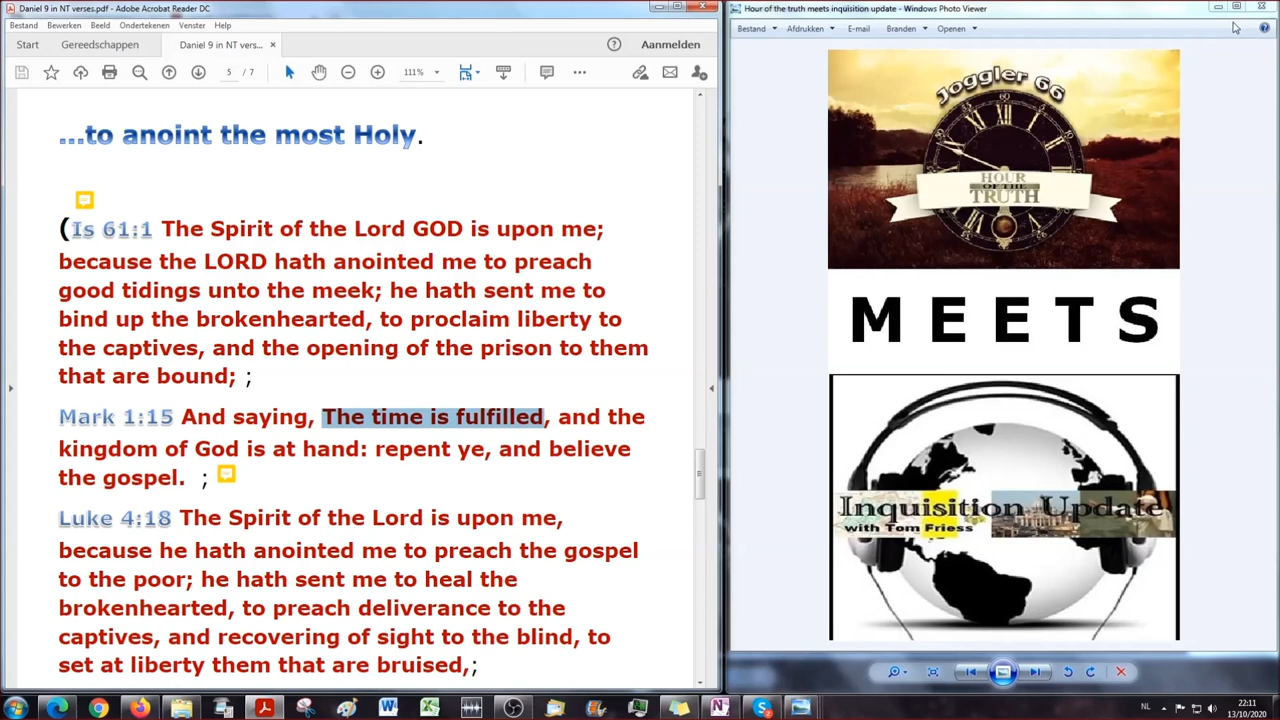 Daniel 9 in NT verses.pdf - Adobe Acrobat Reader DC
Bestand Bewerken Beeld Ondertekenen Venster Help
Start Gereedschappen Daniel 9 in NT vers... × Aanmelden
5 / 7 111%
...to anoint the most Holy.
(Is 61:1 The Spirit of the Lord GOD is upon me;
because the LORD hath anointed me to preach
good tidings unto the meek; he hath sent me to
bind up the brokenhearted, to proclaim liberty to
the captives, and the opening of the prison to them
that are bound; ;
Mark 1:15 And saying, The time is fulfilled, and the
kingdom of God is at hand: repent ye, and believe
the gospel. ;
Luke 4:18 The Spirit of the Lord is upon me,
because he hath anointed me to preach the gospel
to the poor; he hath sent me to heal the
brokenhearted, to preach deliverance to the
captives, and recovering of sight to the blind, to
set at liberty them that are bruised,;
Hour of the truth meets inquisition update - Windows Photo Viewer
Bestand Afdrukken E-mail Branden Openen
Joggler 66
HOUR
OF THE
TRUTH
MEETS
Inquisition Update
with Tom Friess
NL 22:11
13/10/2020